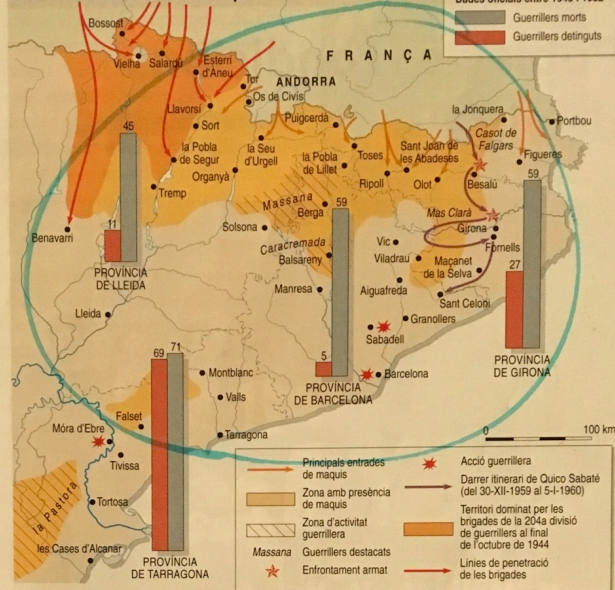 Dades oficials entre 1943 i 1952
Guerrillers morts
Guerrillers detinguts
FRANÇA
ANDORRA
Bossost
Vielha
Salardú
Esterri
d'Àneu
Tor
Os de Civís
Llavorsí
Sort
la Pobla
de Segur
Tremp
Organyà
la Seu
d'Urgell
Puigcerdà
la Pobla
de Lillet
Toses
Ripoll
Sant Joan de
les Abadeses
Olot
la Jonquera
Casot de
Falgars
Portbou
Figueres
Besalú
Massana
Berga
Mas Clarà
Girona
Fornells
Benavarri
Solsona
Caracremada
Balsareny
Manresa
Vic
Viladrau
Aiguafreda
Maçanet
de la Selva
Sant Celoni
Granollers
Sabadell
Barcelona
Lleida
Montblanc
Valls
Tarragona
Falset
Móra d'Ebre
Tivissa
Tortosa
la Pastora
les Cases d'Alcanar
11
45
PROVÍNCIA
DE LLEIDA
5
59
PROVÍNCIA
DE BARCELONA
27
59
PROVÍNCIA
DE GIRONA
69
71
PROVÍNCIA
DE TARRAGONA
0
100 km
Principals entrades
de maquis
Zona amb presència
de maquis
Zona d'activitat
guerrillera
Massana
Guerrillers destacats
Enfrontament armat
Acció guerrillera
Darrer itinerari de Quico Sabaté
(del 30-XII-1959 al 5-I-1960)
Territori dominat per les
brigades de la 204a divisió
de guerrillers al final
de l'octubre de 1944
Línies de penetració
de les brigades